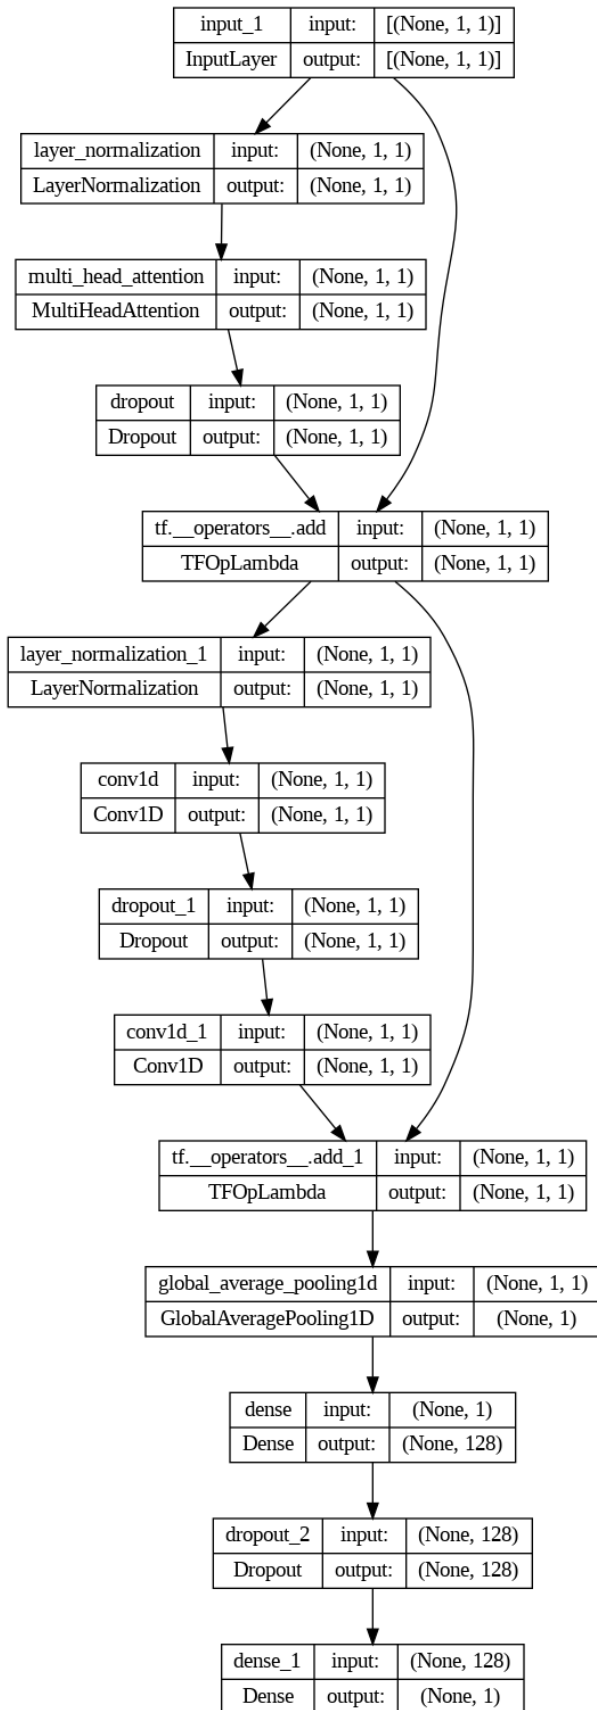 input_1 input: [(None, 1, 1)]
InputLayer output: [(None, 1, 1)]
layer_normalization input: (None, 1, 1)
LayerNormalization output: (None, 1, 1)
multi_head_attention input: (None, 1, 1)
MultiHeadAttention output: (None, 1, 1)
dropout input: (None, 1, 1)
Dropout output: (None, 1, 1)
tf.__operators__.add input: (None, 1, 1)
TFOpLambda output: (None, 1, 1)
layer_normalization_1 input: (None, 1, 1)
LayerNormalization output: (None, 1, 1)
conv1d input: (None, 1, 1)
Conv1D output: (None, 1, 1)
dropout_1 input: (None, 1, 1)
Dropout output: (None, 1, 1)
conv1d_1 input: (None, 1, 1)
Conv1D output: (None, 1, 1)
tf.__operators__.add_1 input: (None, 1, 1)
TFOpLambda output: (None, 1, 1)
global_average_pooling1d input: (None, 1, 1)
GlobalAveragePooling1D output: (None, 1)
dense input: (None, 1)
Dense output: (None, 128)
dropout_2 input: (None, 128)
Dropout output: (None, 128)
dense_1 input: (None, 128)
Dense output: (None, 1)